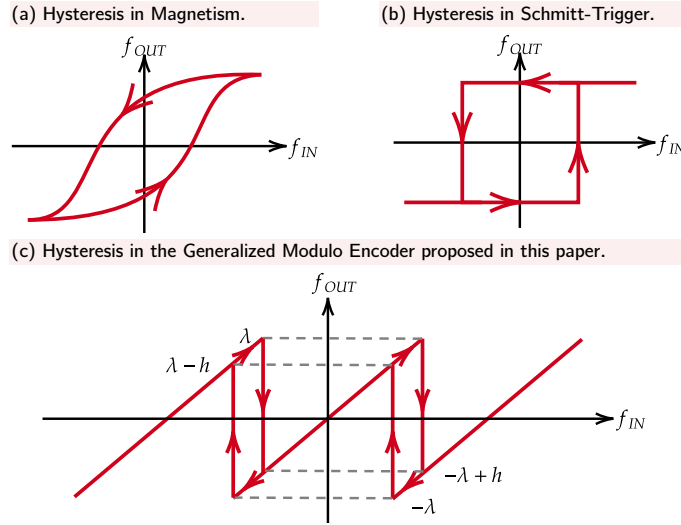 (a) Hysteresis in Magnetism.
f_OUT
f_IN
(b) Hysteresis in Schmitt-Trigger.
f_OUT
f_IN
(c) Hysteresis in the Generalized Modulo Encoder proposed in this paper.
f_OUT
λ
λ − h
f_IN
−λ + h
−λ